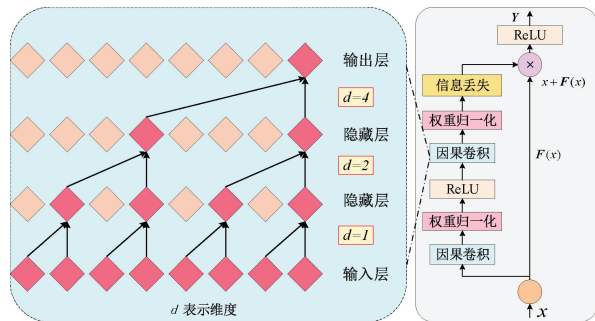 输出层
d=4
隐藏层
d=2
隐藏层
d=1
输入层
d 表示维度
Y
ReLU
×
x+F(x)
信息丢失
权重归一化
因果卷积
F(x)
ReLU
权重归一化
因果卷积
x